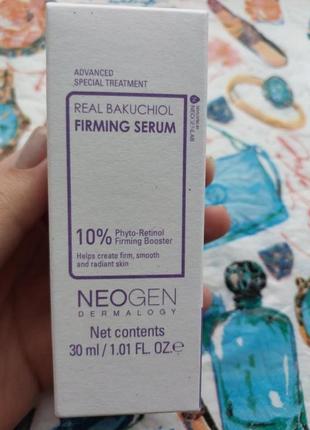 ADVANCED
SPECIAL TREATMENT
REAL BAKUCHIOL
FIRMING SERUM
10% Phyto-Retinol
Firming Booster
Helps create firm, smooth
and radiant skin
NEOGEN
DERMALOGY
Net contents
30 ml / 1.01 FL. OZ.℮